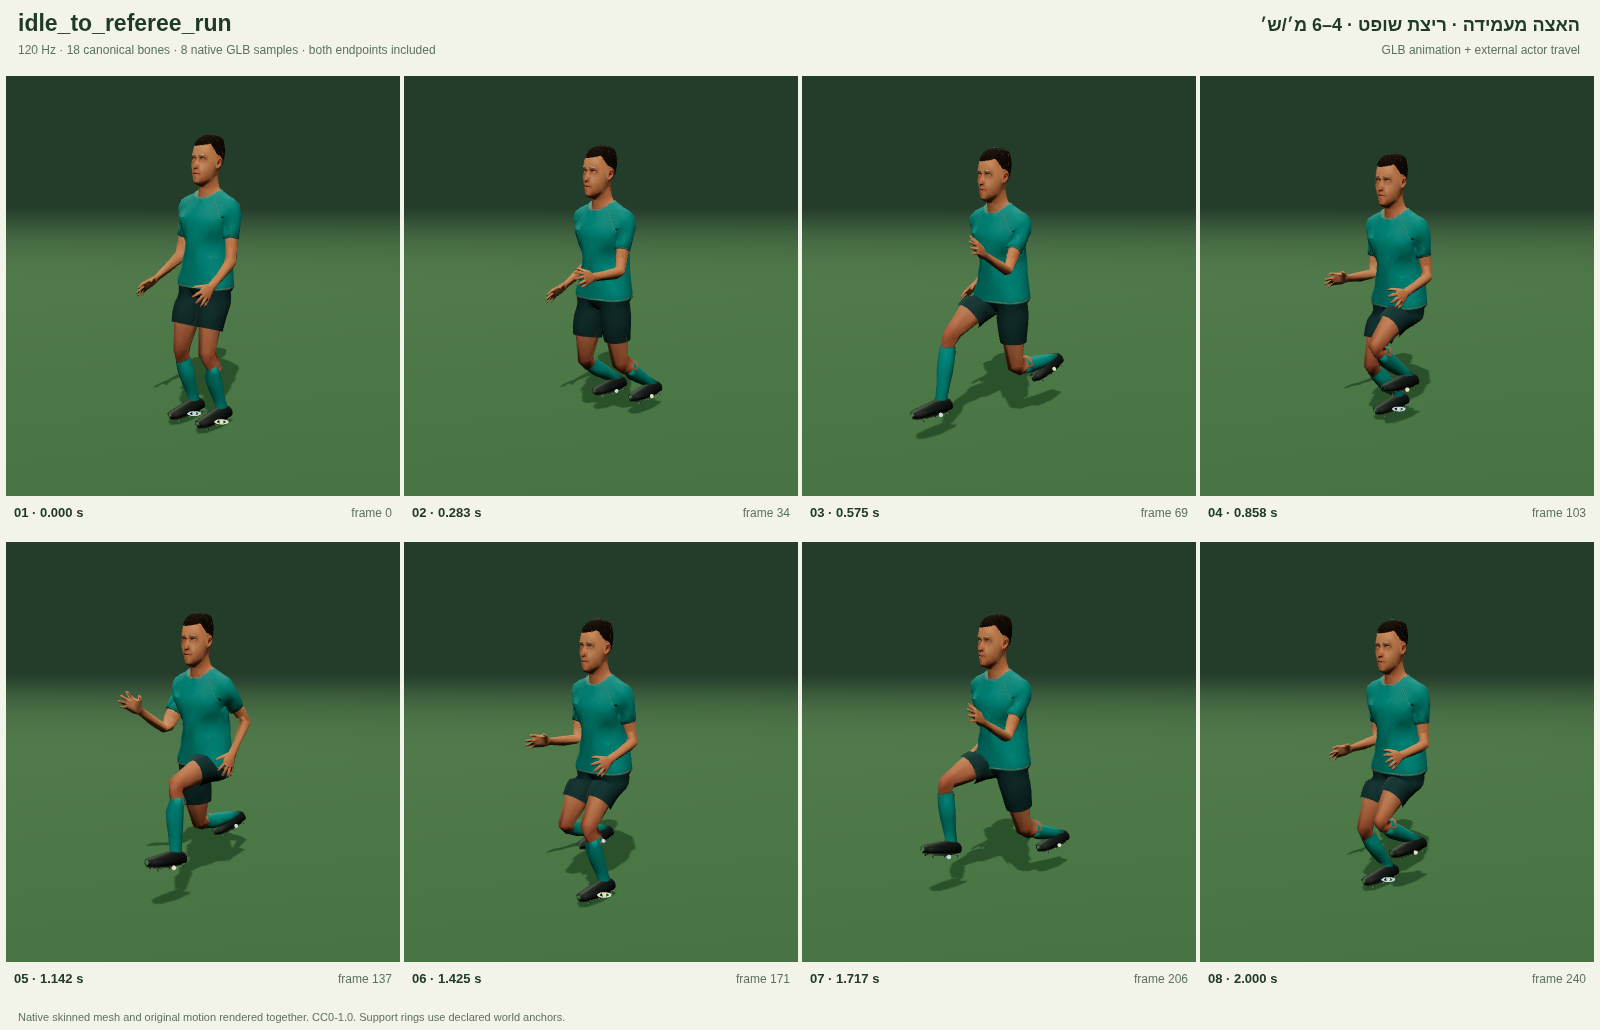 idle_to_referee_run
האצה מעמידה · ריצת שופט · 4–6 מ׳/ש׳
120 Hz · 18 canonical bones · 8 native GLB samples · both endpoints included
GLB animation + external actor travel
01 · 0.000 s frame 0
02 · 0.283 s frame 34
03 · 0.575 s frame 69
04 · 0.858 s frame 103
05 · 1.142 s frame 137
06 · 1.425 s frame 171
07 · 1.717 s frame 206
08 · 2.000 s frame 240
Native skinned mesh and original motion rendered together. CC0-1.0. Support rings use declared world anchors.